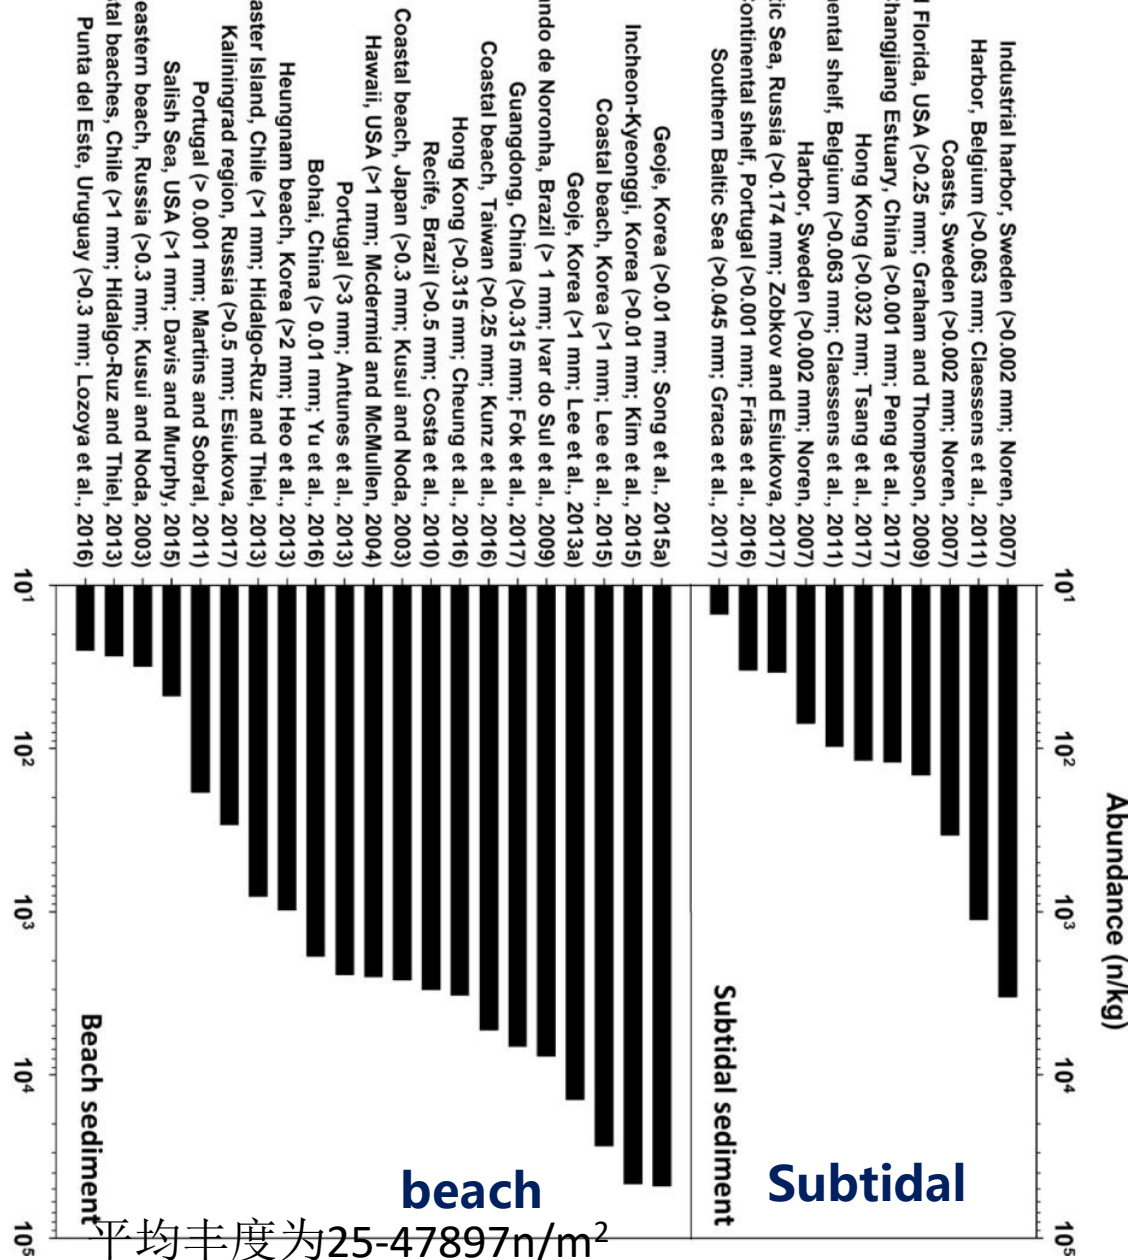 Abundance (n/kg)
10¹ 10² 10³ 10⁴ 10⁵
Industrial harbor, Sweden (>0.002 mm; Noren, 2007)
Harbor, Belgium (>0.063 mm; Claessens et al., 2011)
Coasts, Sweden (>0.002 mm; Noren, 2007)
l Florida, USA (>0.25 mm; Graham and Thompson, 2009)
hangjiang Estuary, China (>0.001 mm; Peng et al., 2017)
Hong Kong (>0.032 mm; Tsang et al., 2017)
ental shelf, Belgium (>0.063 mm; Claessens et al., 2011)
Harbor, Sweden (>0.002 mm; Noren, 2007)
ic Sea, Russia (>0.174 mm; Zobkov and Esiukova, 2017)
ontinental shelf, Portugal (>0.001 mm; Frias et al., 2016)
Southern Baltic Sea (>0.045 mm; Graca et al., 2017)
Subtidal sediment
Subtidal
Geoje, Korea (>0.01 mm; Song et al., 2015a)
Incheon-Kyeonggi, Korea (>0.01 mm; Kim et al., 2015)
Coastal beach, Korea (>1 mm; Lee et al., 2015)
Geoje, Korea (>1 mm; Lee et al., 2013a)
ando de Noronha, Brazil (> 1 mm; Ivar do Sul et al., 2009)
Guangdong, China (>0.315 mm; Fok et al., 2017)
Coastal beach, Taiwan (>0.25 mm; Kunz et al., 2016)
Hong Kong (>0.315 mm; Cheung et al., 2016)
Recife, Brazil (>0.5 mm; Costa et al., 2010)
Coastal beach, Japan (>0.3 mm; Kusui and Noda, 2003)
Hawaii, USA (>1 mm; Mcdermid and McMullen, 2004)
Portugal (>3 mm; Antunes et al., 2013)
Bohai, China (> 0.01 mm; Yu et al., 2016)
Heungnam beach, Korea (>2 mm; Heo et al., 2013)
aster Island, Chile (>1 mm; Hidalgo-Ruz and Thiel, 2013)
Kaliningrad region, Russia (>0.5 mm; Esiukova, 2017)
Portugal (> 0.001 mm; Martins and Sobral, 2011)
Salish Sea, USA (>1 mm; Davis and Murphy, 2015)
eastern beach, Russia (>0.3 mm; Kusui and Noda, 2003)
tal beaches, Chile (>1 mm; Hidalgo-Ruz and Thiel, 2013)
Punta del Este, Uruguay (>0.3 mm; Lozoya et al., 2016)
Beach sediment
beach
10¹ 10² 10³ 10⁴ 10⁵
平均丰度为25-47897n/m²